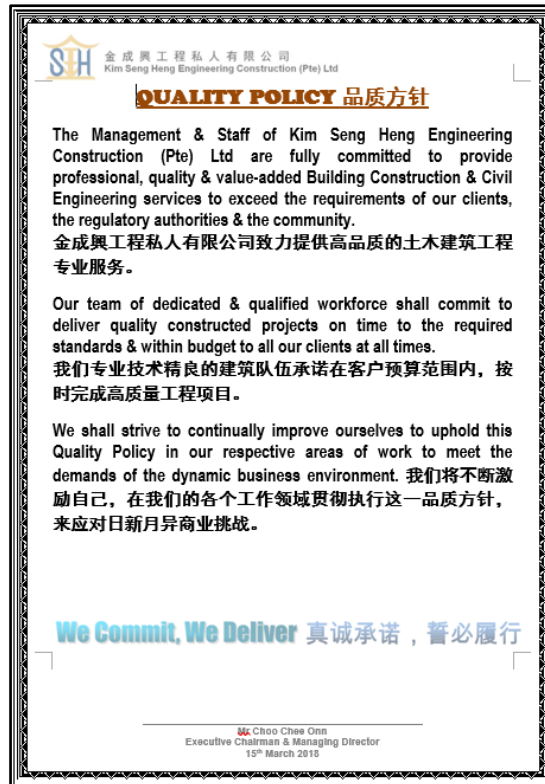 SIH
金成興工程私人有限公司
Kim Seng Heng Engineering Construction (Pte) Ltd
QUALITY POLICY 品质方针
The Management & Staff of Kim Seng Heng Engineering
Construction (Pte) Ltd are fully committed to provide
professional, quality & value-added Building Construction & Civil
Engineering services to exceed the requirements of our clients,
the regulatory authorities & the community.
金成興工程私人有限公司致力提供高品质的土木建筑工程
专业服务。
Our team of dedicated & qualified workforce shall commit to
deliver quality constructed projects on time to the required
standards & within budget to all our clients at all times.
我们专业技术精良的建筑队伍承诺在客户预算范围内，按
时完成高质量工程项目。
We shall strive to continually improve ourselves to uphold this
Quality Policy in our respective areas of work to meet the
demands of the dynamic business environment. 我们将不断激
励自己，在我们的各个工作领域贯彻执行这一品质方针，
来应对日新月异商业挑战。
We Commit, We Deliver 真诚承诺，誓必履行
Mr. Choo Chee Onn
Executive Chairman & Managing Director
15th March 2018